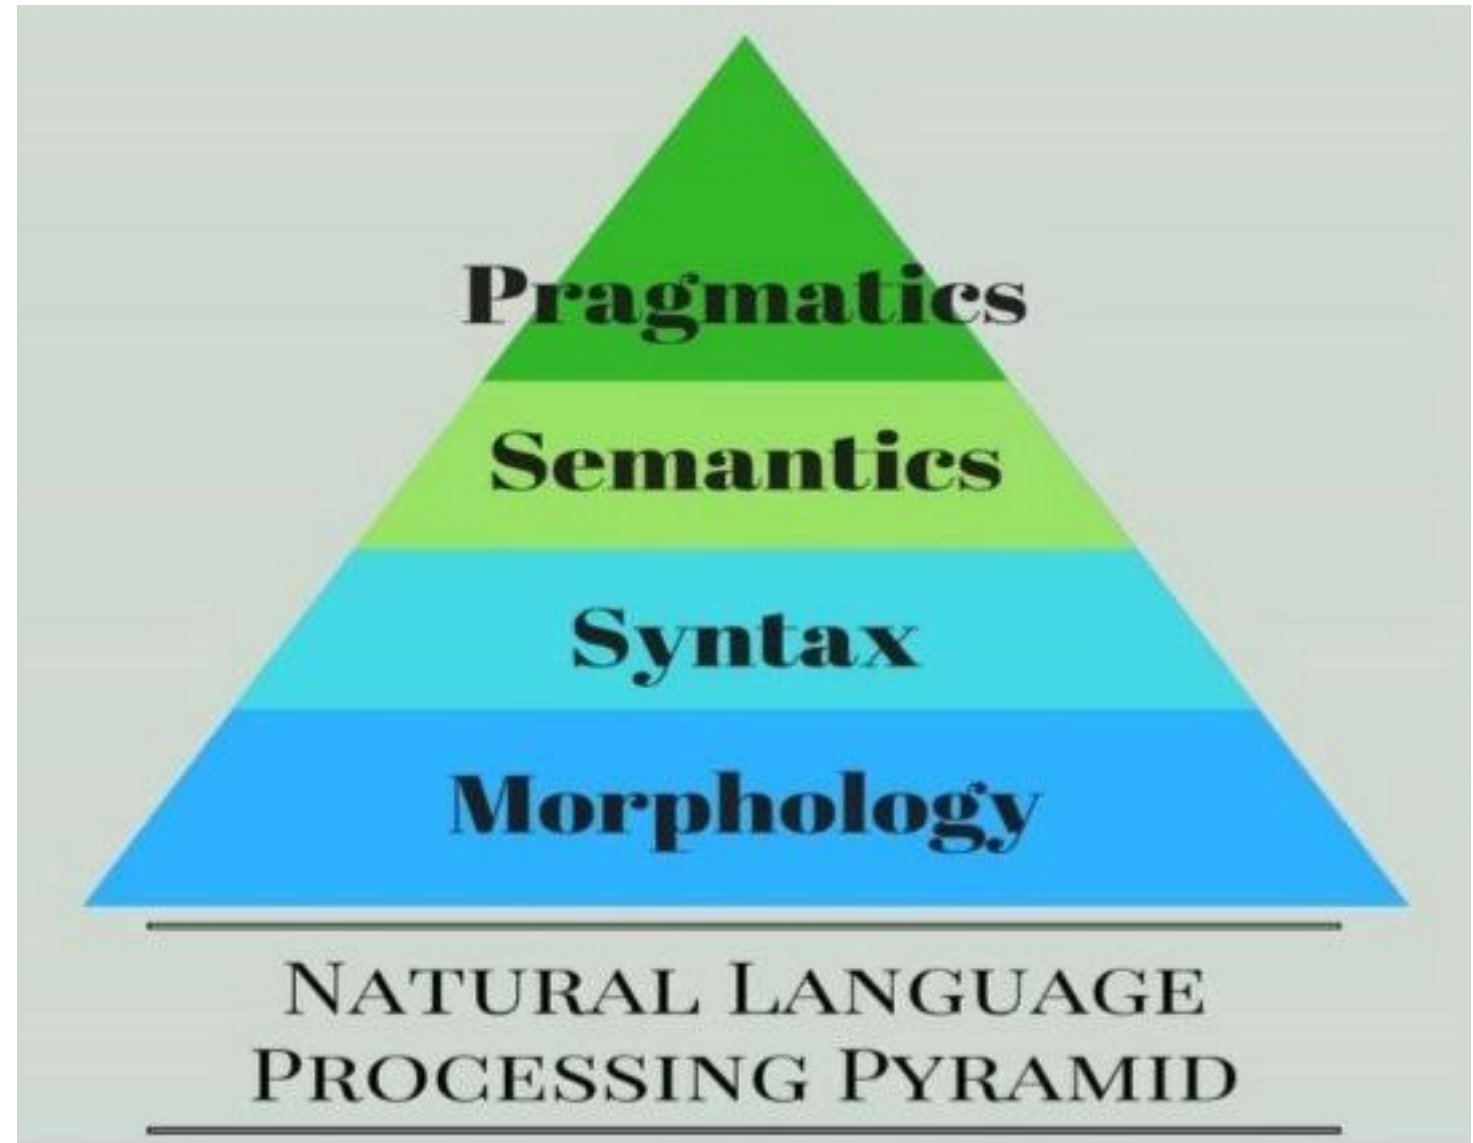 Pragmatics
Semantics
Syntax
Morphology
NATURAL LANGUAGE
PROCESSING PYRAMID